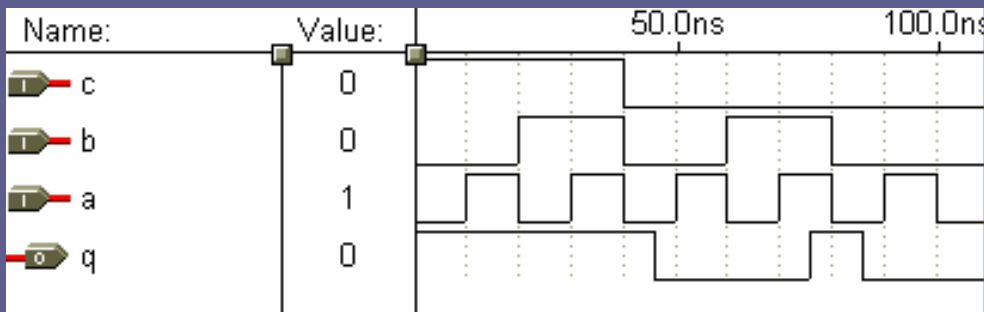 Name: Value: 50.0ns 100.0ns
I c 0
I b 0
I a 1
O q 0